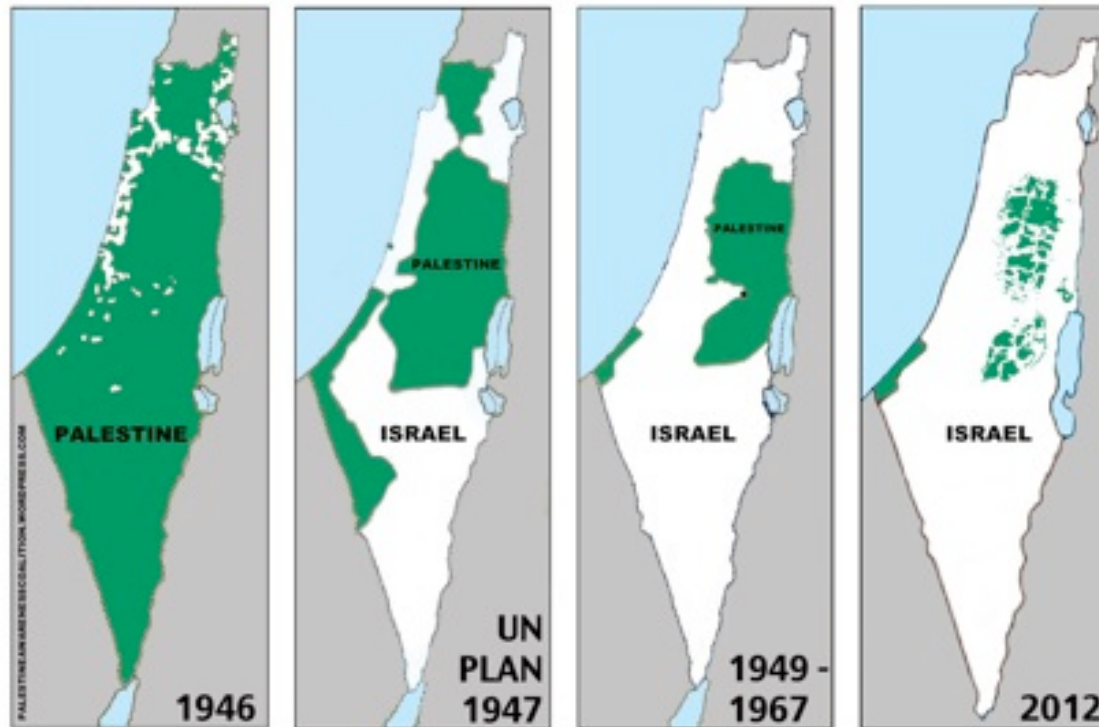 PALESTINEAWARENESSCOALITION.WORDPRESS.COM
PALESTINE
1946
PALESTINE
ISRAEL
UN
PLAN
1947
PALESTINE
ISRAEL
1949 -
1967
ISRAEL
2012